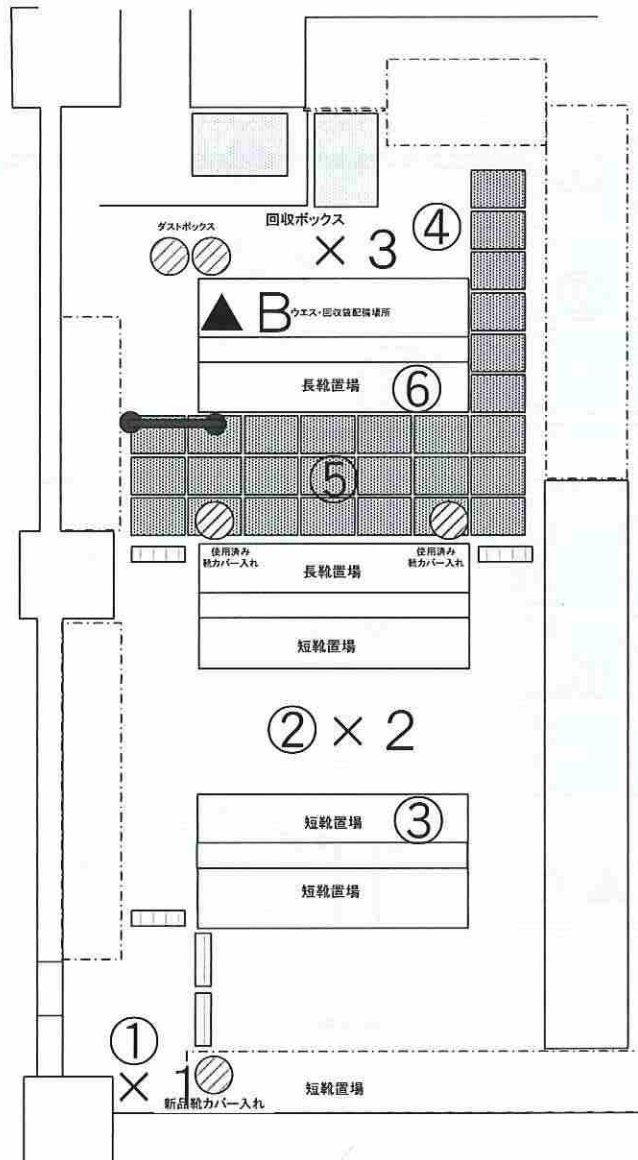 回収ボックス
ダストボックス
× 3 ④
▲ B ウエス・回収袋配備場所
長靴置場 ⑥
⑤
使用済み
靴カバー入れ
使用済み
靴カバー入れ
長靴置場
短靴置場
② × 2
短靴置場 ③
短靴置場
①
× 1
新品靴カバー入れ
短靴置場